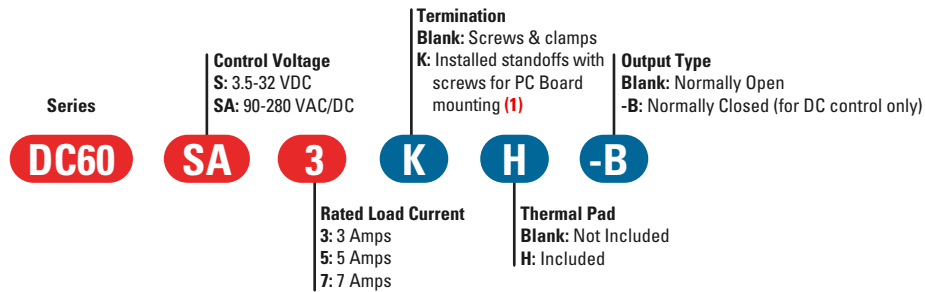 Termination
Blank: Screws & clamps
K: Installed standoffs with
screws for PC Board
mounting (1)
Control Voltage
S: 3.5-32 VDC
SA: 90-280 VAC/DC
Output Type
Blank: Normally Open
-B: Normally Closed (for DC control only)
Series
DC60 SA 3 K H -B
Rated Load Current
3: 3 Amps
5: 5 Amps
7: 7 Amps
Thermal Pad
Blank: Not Included
H: Included